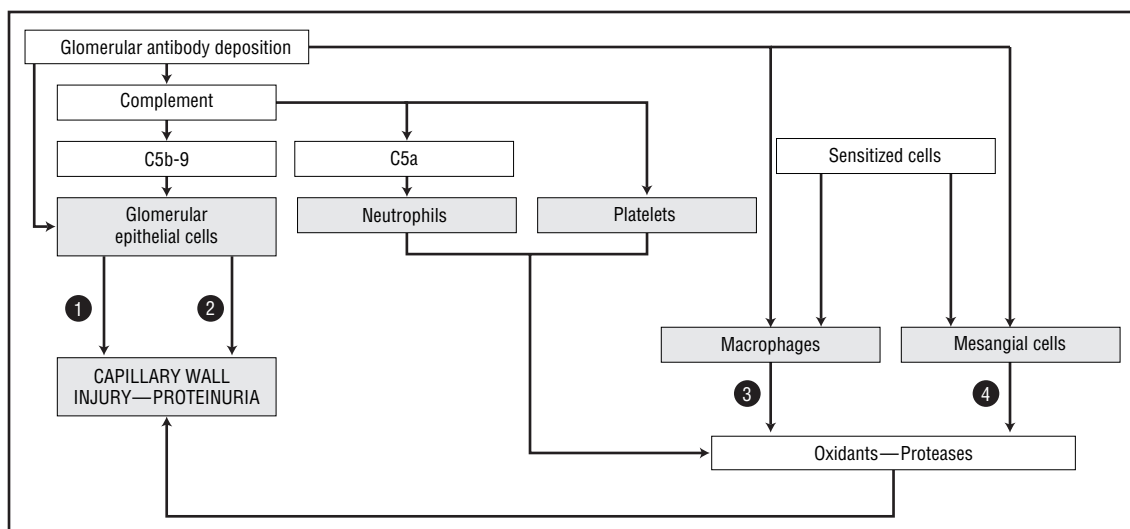 Glomerular antibody deposition
Complement
C5b-9
C5a
Sensitized cells
Glomerular
epithelial cells
Neutrophils
Platelets
1
2
Macrophages
Mesangial cells
CAPILLARY WALL
INJURY—PROTEINURIA
3
4
Oxidants—Proteases